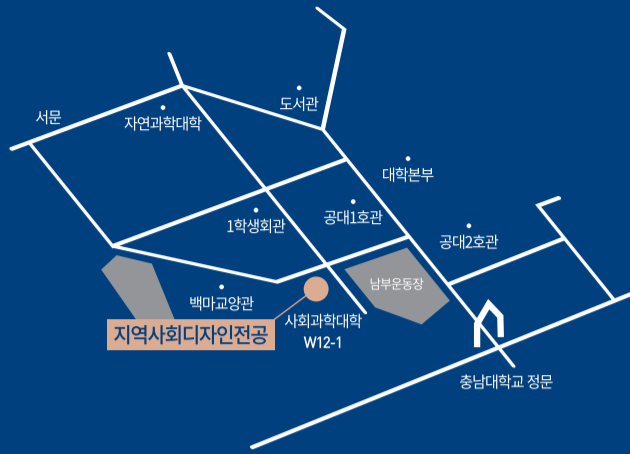 도서관
서문
자연과학대학
대학본부
1학생회관
공대1호관
공대2호관
백마교양관
남부운동장
사회과학대학
W12-1
지역사회디자인전공
충남대학교 정문